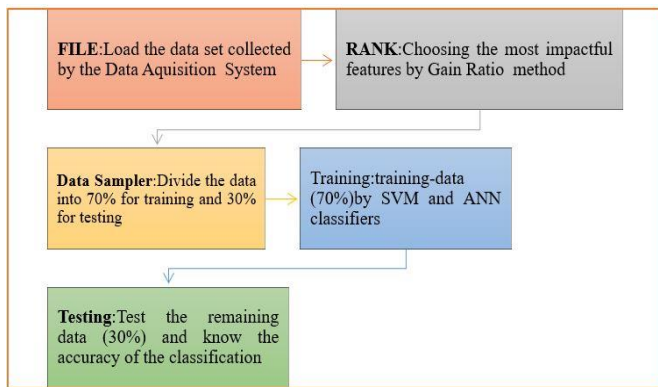 FILE:Load the data set collected
by the Data Aquisition System
RANK:Choosing the most impactful
features by Gain Ratio method
Data Sampler:Divide the data
into 70% for training and 30%
for testing
Training:training-data
(70%)by SVM and ANN
classifiers
Testing:Test the remaining
data (30%) and know the
accuracy of the classification